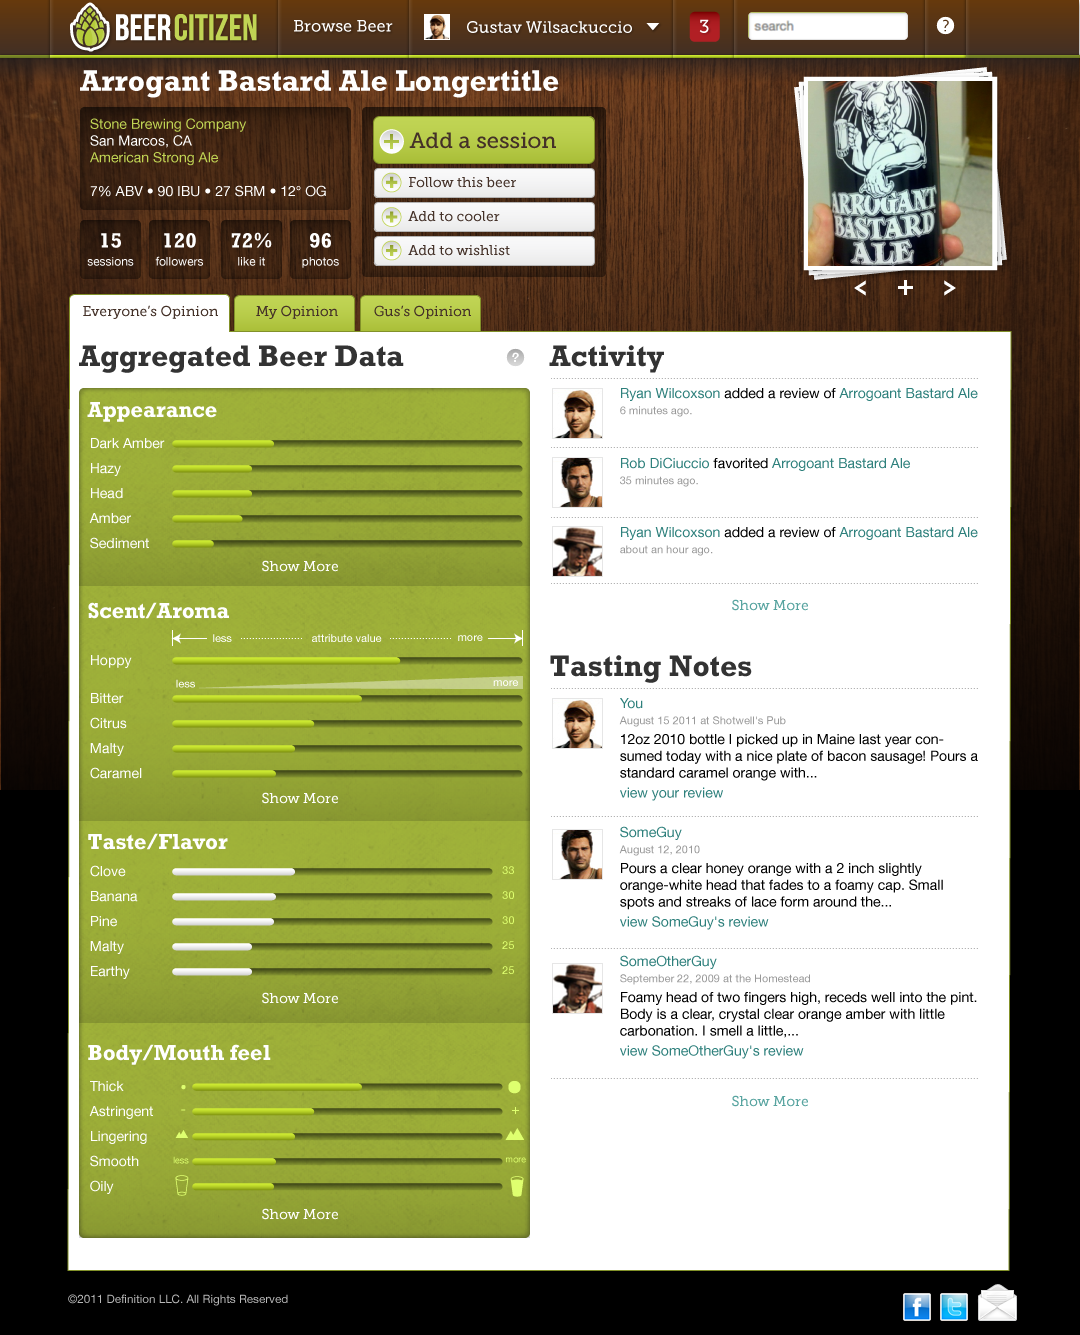 BEERCITIZEN
Browse Beer
Gustav Wilsackuccio
3
search
?
Arrogant Bastard Ale Longertitle
Stone Brewing Company
San Marcos, CA
American Strong Ale
7% ABV • 90 IBU • 27 SRM • 12° OG
15
sessions
120
followers
72%
like it
96
photos
Add a session
Follow this beer
Add to cooler
Add to wishlist
ARROGANT
BASTARD
ALE
Everyone's Opinion
My Opinion
Gus's Opinion
Aggregated Beer Data
?
Appearance
Dark Amber
Hazy
Head
Amber
Sediment
Show More
Scent/Aroma
less attribute value more
Hoppy
less more
Bitter
Citrus
Malty
Caramel
Show More
Taste/Flavor
Clove 33
Banana 30
Pine 30
Malty 25
Earthy 25
Show More
Body/Mouth feel
Thick
Astringent - +
Lingering
Smooth less more
Oily
Show More
Activity
Ryan Wilcoxson added a review of Arrogoant Bastard Ale
6 minutes ago.
Rob DiCiuccio favorited Arrogoant Bastard Ale
35 minutes ago.
Ryan Wilcoxson added a review of Arrogoant Bastard Ale
about an hour ago.
Show More
Tasting Notes
You
August 15 2011 at Shotwell's Pub
12oz 2010 bottle I picked up in Maine last year con-
sumed today with a nice plate of bacon sausage! Pours a
standard caramel orange with...
view your review
SomeGuy
August 12, 2010
Pours a clear honey orange with a 2 inch slightly
orange-white head that fades to a foamy cap. Small
spots and streaks of lace form around the...
view SomeGuy's review
SomeOtherGuy
September 22, 2009 at the Homestead
Foamy head of two fingers high, receds well into the pint.
Body is a clear, crystal clear orange amber with little
carbonation. I smell a little,...
view SomeOtherGuy's review
Show More
©2011 Definition LLC. All Rights Reserved
f
t